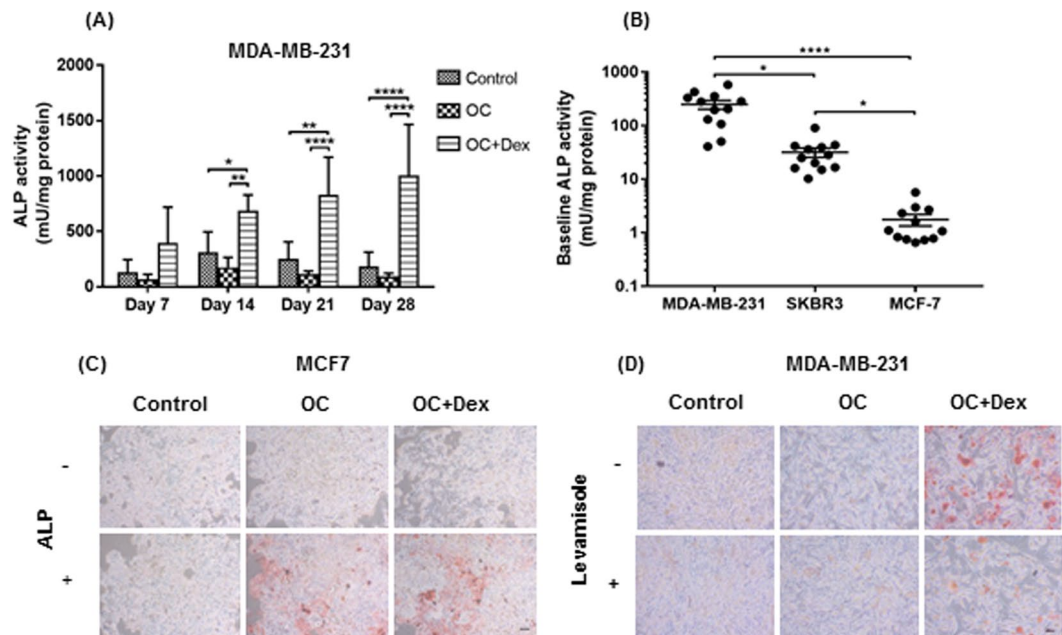 (A)
MDA-MB-231
ALP activity
(mU/mg protein)
2000
1500
1000
500
0
Control
OC
OC+Dex
*
**
**
****
****
****
Day 7 Day 14 Day 21 Day 28
(B)
Baseline ALP activity
(mU/mg protein)
****
*
*
1000
100
10
1
0.1
MDA-MB-231 SKBR3 MCF-7
(C)
MCF7
Control OC OC+Dex
ALP
-
+
(D)
MDA-MB-231
Control OC OC+Dex
Levamisole
-
+